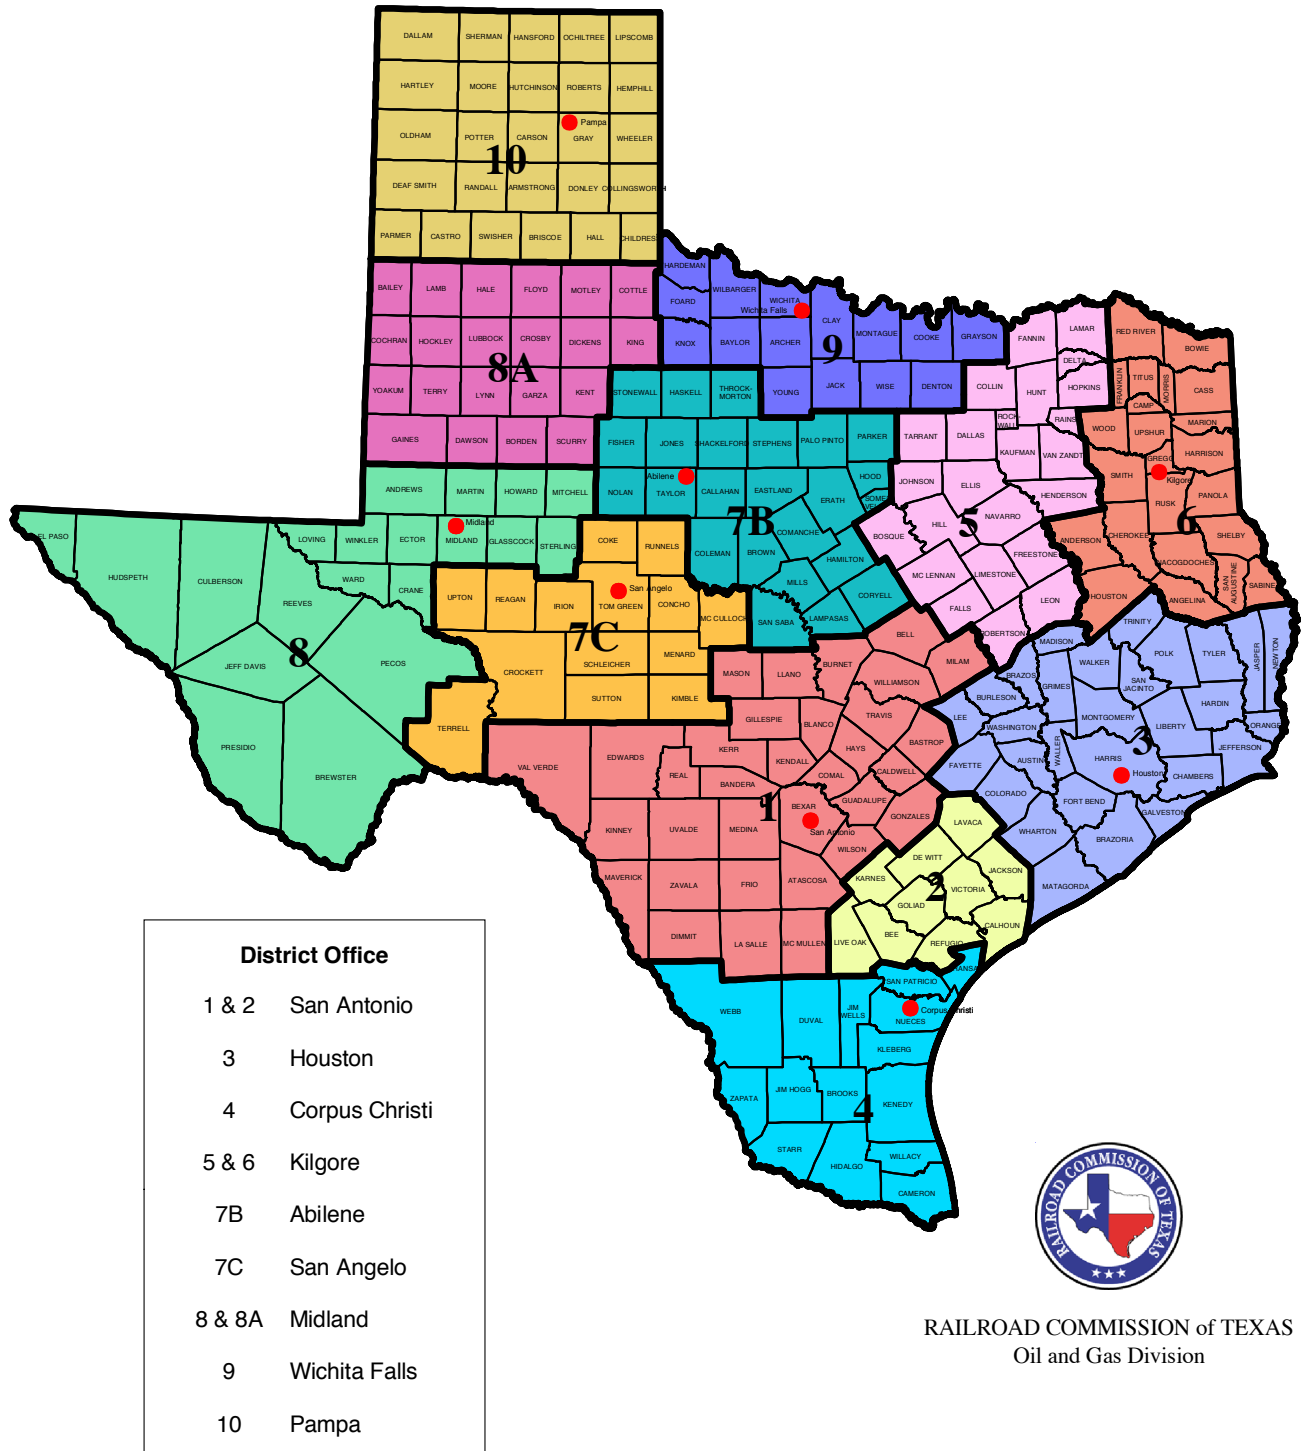 DALLAM SHERMAN HANSFORD OCHILTREE LIPSCOMB
HARTLEY MOORE HUTCHINSON ROBERTS HEMPHILL
Pampa
OLDHAM POTTER CARSON GRAY WHEELER
10
DEAF SMITH RANDALL ARMSTRONG DONLEY COLLINGSWORTH
PARMER CASTRO SWISHER BRISCOE HALL CHILDRES
HARDEMAN
BAILEY LAMB HALE FLOYD MOTLEY COTTLE
FOARD WILBARGER WICHITA
Wichita Falls
CLAY MONTAGUE COOKE GRAYSON
FANNIN LAMAR RED RIVER BOWIE
COCHRAN HOCKLEY LUBBOCK CROSBY DICKENS KING
KNOX BAYLOR ARCHER
9
DELTA
8A
YOAKUM TERRY LYNN GARZA KENT
STONEWALL HASKELL THROCK-
MORTON
YOUNG JACK WISE DENTON
COLLIN HUNT HOPKINS
FRANKLIN TITUS MORRIS CASS
CAMP
ROCK-
WALL
RAINS
WOOD UPSHUR MARION
GAINES DAWSON BORDEN SCURRY
FISHER JONES SHACKELFORD STEPHENS PALO PINTO PARKER
TARRANT DALLAS KAUFMAN VAN ZANDT
GREGG HARRISON
Kilgore
SMITH RUSK PANOLA
ANDREWS MARTIN HOWARD MITCHELL
Abilene
NOLAN TAYLOR CALLAHAN EASTLAND ERATH HOOD
SOMER
VELL
JOHNSON ELLIS HENDERSON
7B
5
6
HILL NAVARRO
EL PASO LOVING WINKLER ECTOR MIDLAND GLASSCOCK STERLING
Midland
COKE RUNNELS COLEMAN BROWN COMANCHE HAMILTON
BOSQUE FREESTONE ANDERSON CHEROKEE SHELBY
HUDSPETH CULBERSON WARD CRANE
NACOGDOCHES SAN
AUGUSTINE SABINE
REEVES
UPTON REAGAN IRION TOM GREEN CONCHO MC CULLOCH
San Angelo
MILLS CORYELL MC LENNAN LIMESTONE LEON HOUSTON ANGELINA
SAN SABA LAMPASAS FALLS
8
7C
JEFF DAVIS PECOS
CROCKETT SCHLEICHER MENARD
BELL ROBERTSON MADISON TRINITY
MASON LLANO BURNET MILAM BRAZOS WALKER POLK TYLER JASPER NEWTON
SUTTON KIMBLE WILLIAMSON
BURLESON GRIMES SAN
JACINTO HARDIN
TERRELL GILLESPIE BLANCO TRAVIS LEE WASHINGTON MONTGOMERY LIBERTY ORANGE
PRESIDIO BREWSTER
VAL VERDE EDWARDS KERR KENDALL HAYS BASTROP
3
JEFFERSON
REAL BANDERA COMAL CALDWELL FAYETTE AUSTIN WALLER HARRIS
Houston
CHAMBERS
1
BEXAR GUADALUPE GONZALES COLORADO FORT BEND GALVESTON
San Antonio
KINNEY UVALDE MEDINA WILSON LAVACA WHARTON BRAZORIA
MAVERICK ZAVALA FRIO ATASCOSA KARNES DE WITT JACKSON MATAGORDA
2
GOLIAD VICTORIA
DIMMIT LA SALLE MC MULLEN LIVE OAK BEE REFUGIO CALHOUN
ANSA
SAN PATRICIO
WEBB DUVAL JIM
WELLS
NUECES
Corpus Christi
KLEBERG
ZAPATA JIM HOGG BROOKS KENEDY
4
STARR HIDALGO WILLACY
CAMERON
District Office
1 & 2 San Antonio
3 Houston
4 Corpus Christi
5 & 6 Kilgore
7B Abilene
7C San Angelo
8 & 8A Midland
9 Wichita Falls
10 Pampa
RAILROAD COMMISSION OF TEXAS
RAILROAD COMMISSION of TEXAS
Oil and Gas Division